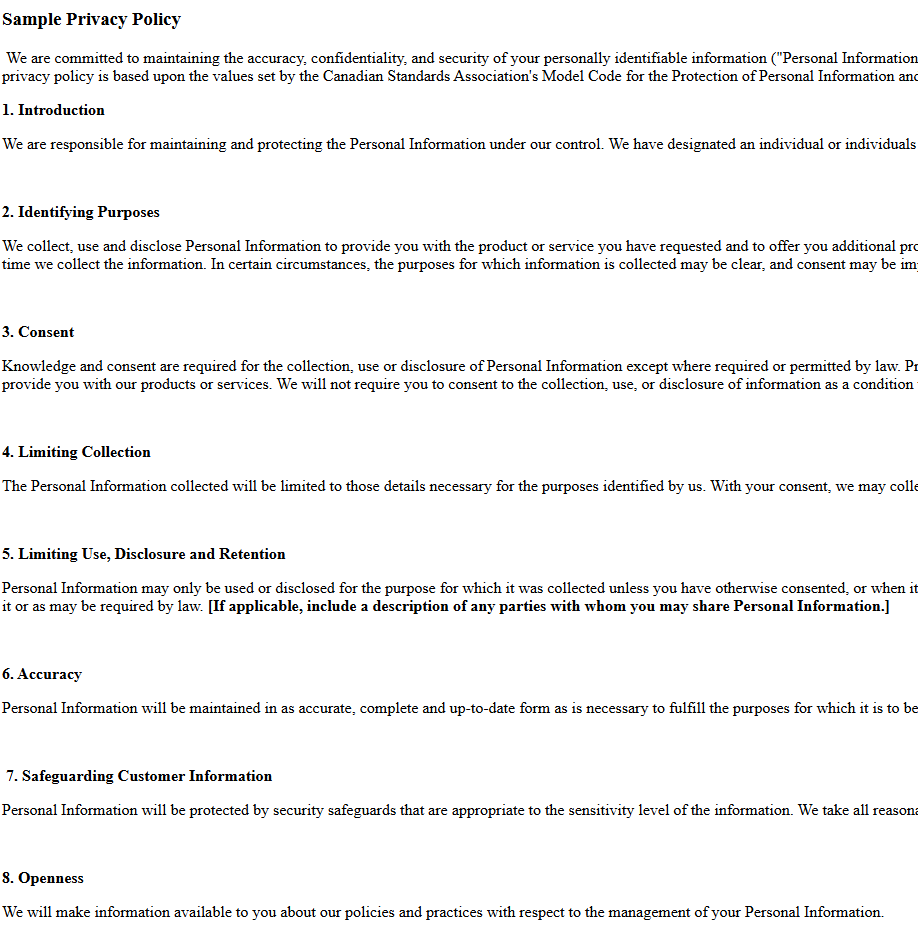 Sample Privacy Policy
We are committed to maintaining the accuracy, confidentiality, and security of your personally identifiable information ("Personal Information
privacy policy is based upon the values set by the Canadian Standards Association's Model Code for the Protection of Personal Information
1. Introduction
We are responsible for maintaining and protecting the Personal Information under our control. We have designated an individual or individuals
2. Identifying Purposes
We collect, use and disclose Personal Information to provide you with the product or service you have requested and to offer you additional
time we collect the information. In certain circumstances, the purposes for which information is collected may be clear, and consent may be
3. Consent
Knowledge and consent are required for the collection, use or disclosure of Personal Information except where required or permitted by law.
provide you with our products or services. We will not require you to consent to the collection, use, or disclosure of information as a condition
4. Limiting Collection
The Personal Information collected will be limited to those details necessary for the purposes identified by us. With your consent, we may
5. Limiting Use, Disclosure and Retention
Personal Information may only be used or disclosed for the purpose for which it was collected unless you have otherwise consented, or when it
it or as may be required by law. [If applicable, include a description of any parties with whom you may share Personal Information.]
6. Accuracy
Personal Information will be maintained in as accurate, complete and up-to-date form as is necessary to fulfill the purposes for which it is to be
7. Safeguarding Customer Information
Personal Information will be protected by security safeguards that are appropriate to the sensitivity level of the information. We take all
8. Openness
We will make information available to you about our policies and practices with respect to the management of your Personal Information.